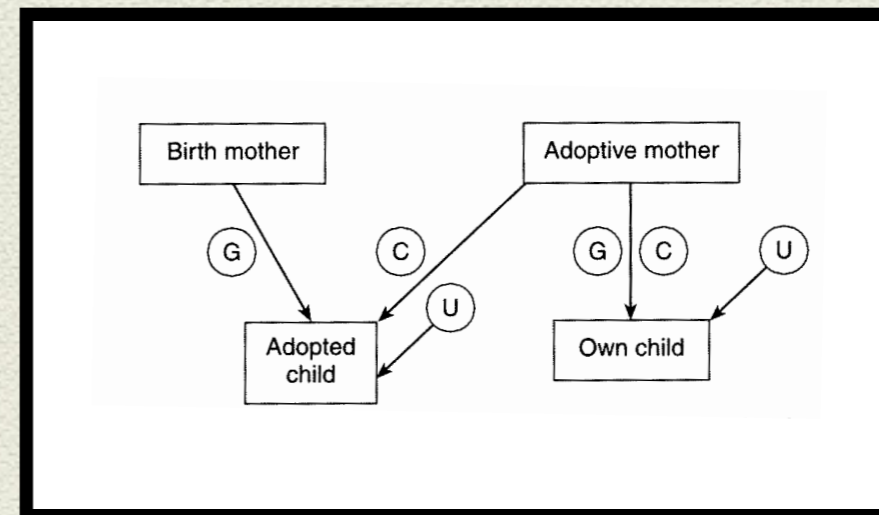 Birth mother
Adoptive mother
G
C
G
C
U
U
Adopted
child
Own child